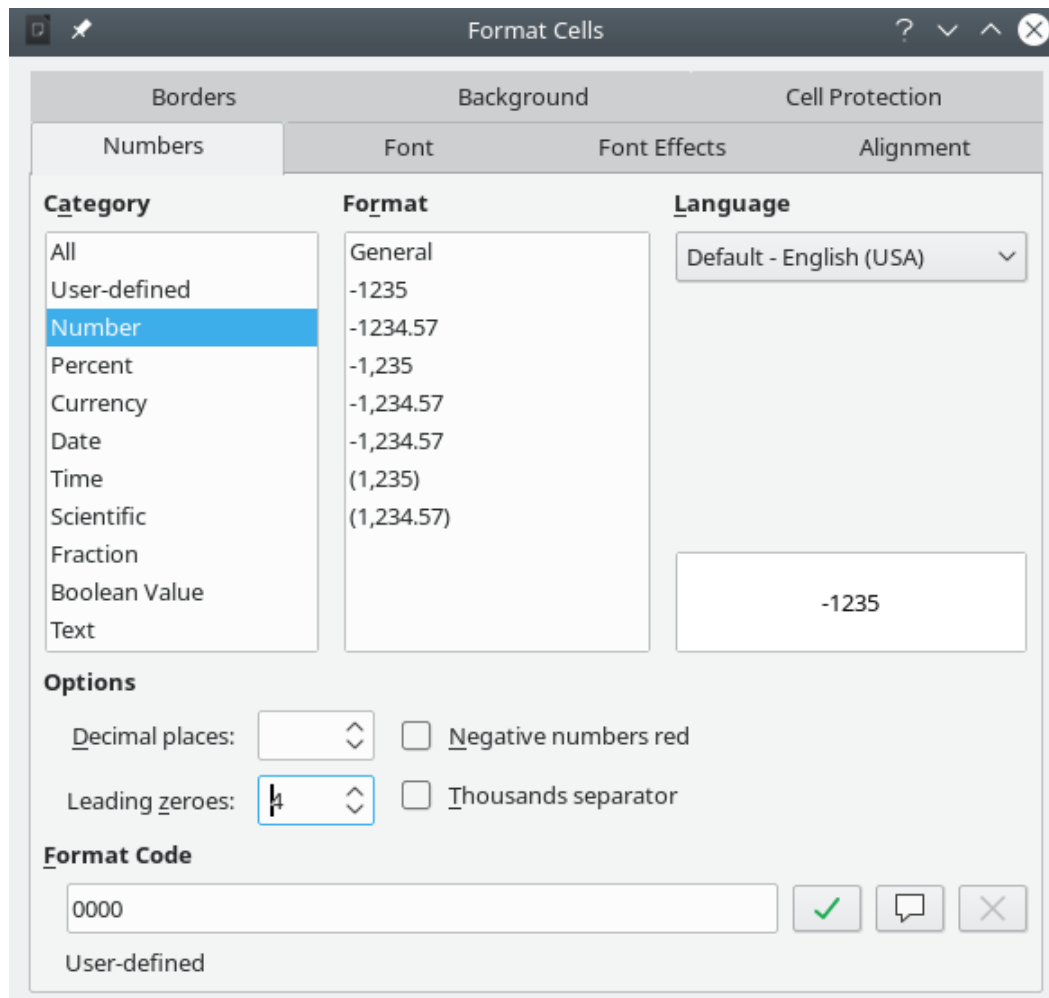 Format Cells
Borders Background Cell Protection
Numbers Font Font Effects Alignment
Category
All
User-defined
Number
Percent
Currency
Date
Time
Scientific
Fraction
Boolean Value
Text
Format
General
-1235
-1234.57
-1,235
-1,234.57
-1,234.57
(1,235)
(1,234.57)
Language
Default - English (USA)
-1235
Options
Decimal places: Negative numbers red
Leading zeroes: 4 Thousands separator
Format Code
0000
User-defined